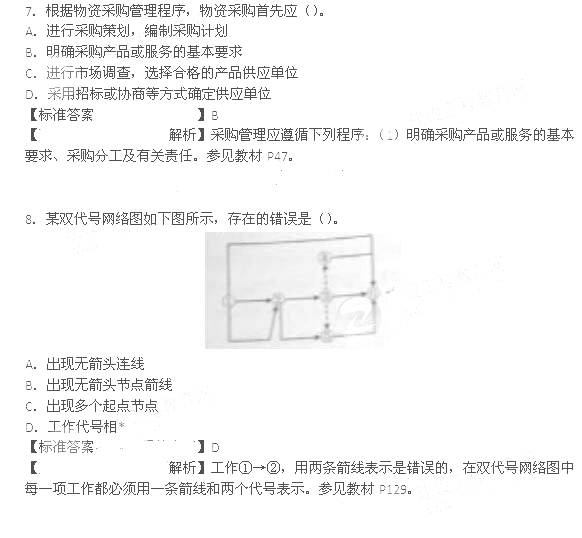 7. 根据物资采购管理程序，物资采购首先应（）。
A. 进行采购策划，编制采购计划
B. 明确采购产品或服务的基本要求
C. 进行市场调查，选择合格的产品供应单位
D. 采用招标或协商等方式确定供应单位
【标准答案 】B
【 解析】采购管理应遵循下列程序：（1）明确采购产品或服务的基本
要求、采购分工及有关责任。参见教材 P47。
8. 某双代号网络图如下图所示，存在的错误是（）。
A. 出现无箭头连线
B. 出现无箭头节点箭线
C. 出现多个起点节点
D. 工作代号相*
【标准答案 】D
【 解析】工作①→②，用两条箭线表示是错误的，在双代号网络图中
每一项工作都必须用一条箭线和两个代号表示。参见教材 P129。